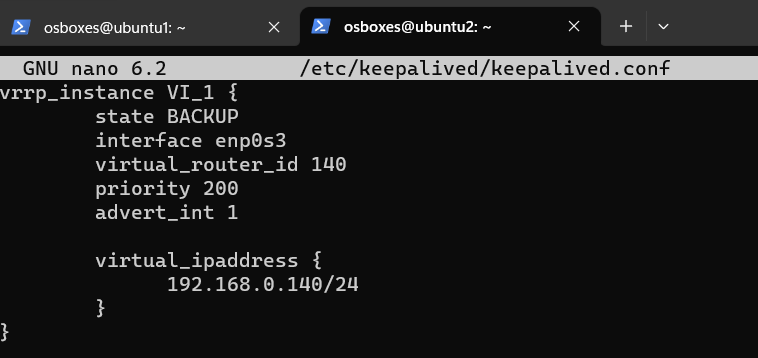 osboxes@ubuntu1: ~
osboxes@ubuntu2: ~
GNU nano 6.2 /etc/keepalived/keepalived.conf
vrrp_instance VI_1 {
state BACKUP
interface enp0s3
virtual_router_id 140
priority 200
advert_int 1
virtual_ipaddress {
192.168.0.140/24
}
}